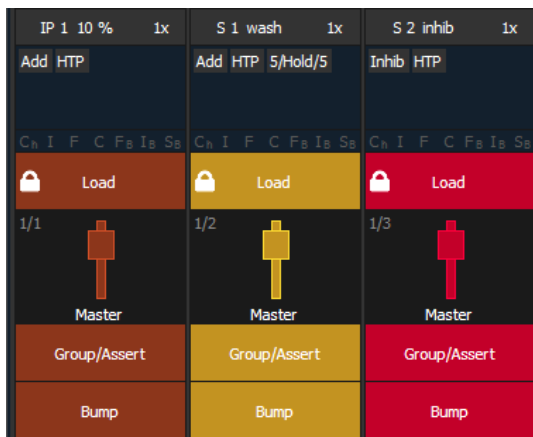 IP 1 10 % 1x S 1 wash 1x S 2 inhib 1x
Add HTP Add HTP 5/Hold/5 Inhib HTP
Ch I F C FB IB SB Ch I F C FB IB SB Ch I F C FB IB SB
Load Load Load
1/1 1/2 1/3
Master Master Master
Group/Assert Group/Assert Group/Assert
Bump Bump Bump